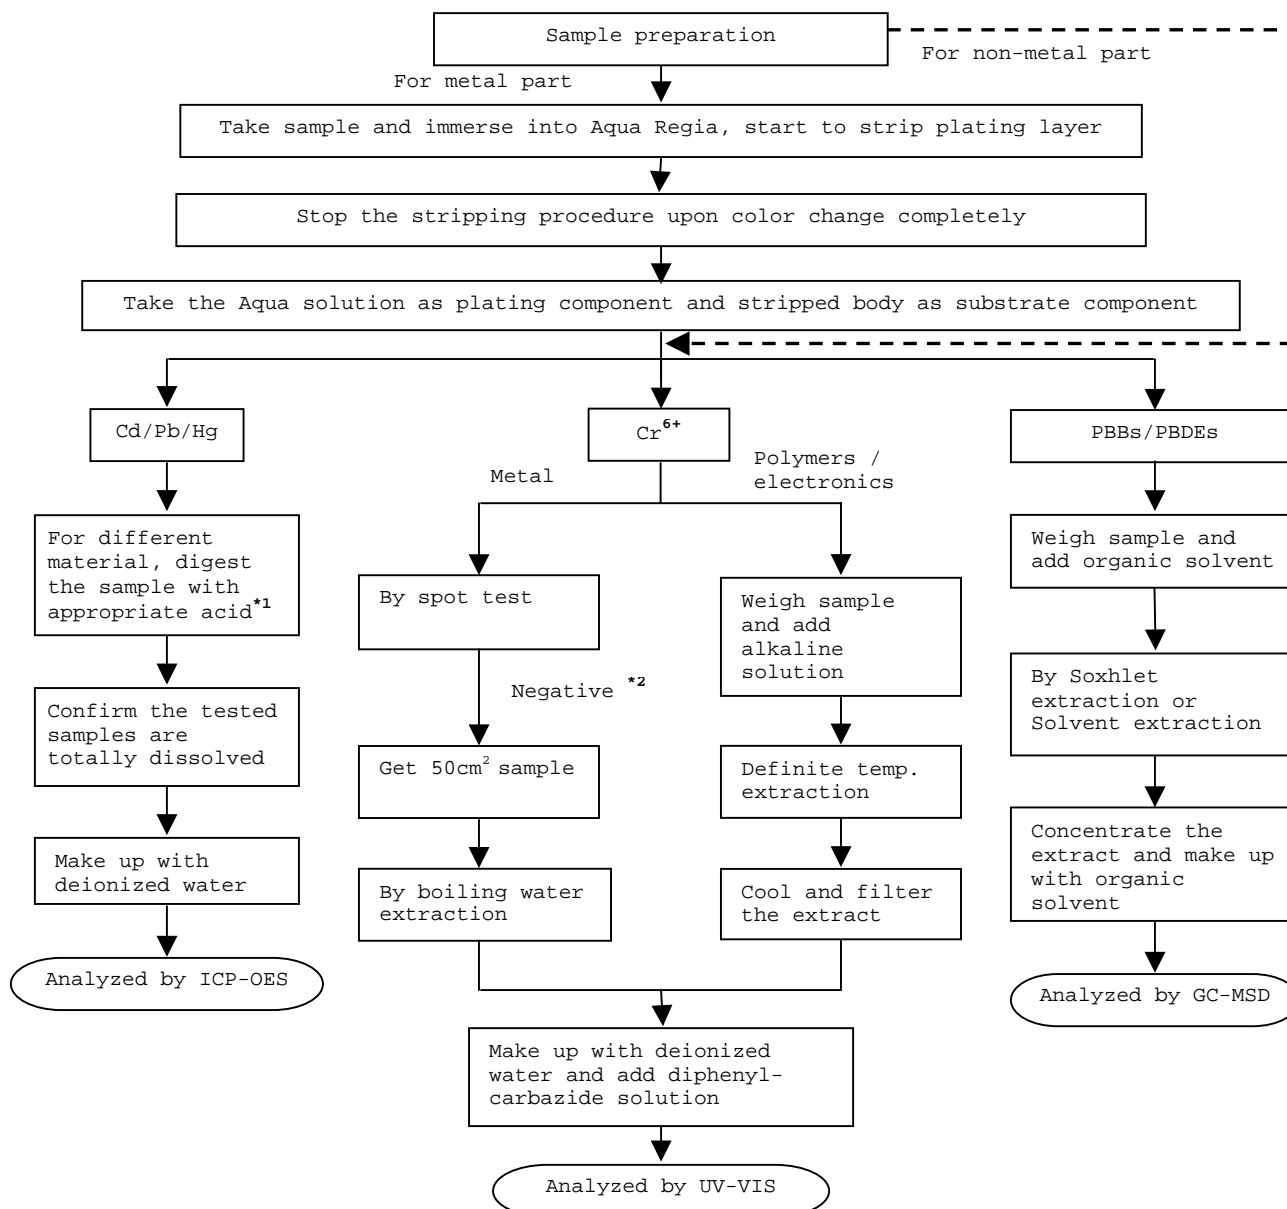 Sample preparation
For non-metal part
For metal part
Take sample and immerse into Aqua Regia, start to strip plating layer
Stop the stripping procedure upon color change completely
Take the Aqua solution as plating component and stripped body as substrate component
Cd/Pb/Hg
Cr6+
PBBs/PBDEs
Metal
Polymers /
electronics
For different
material, digest
the sample with
appropriate acid*1
Confirm the tested
samples are
totally dissolved
Make up with
deionized water
Analyzed by ICP-OES
By spot test
Negative *2
Get 50cm2 sample
By boiling water
extraction
Weigh sample
and add
alkaline
solution
Definite temp.
extraction
Cool and filter
the extract
Make up with deionized
water and add diphenyl-
carbazide solution
Analyzed by UV-VIS
Weigh sample and
add organic solvent
By Soxhlet
extraction or
Solvent extraction
Concentrate the
extract and make up
with organic
solvent
Analyzed by GC-MSD